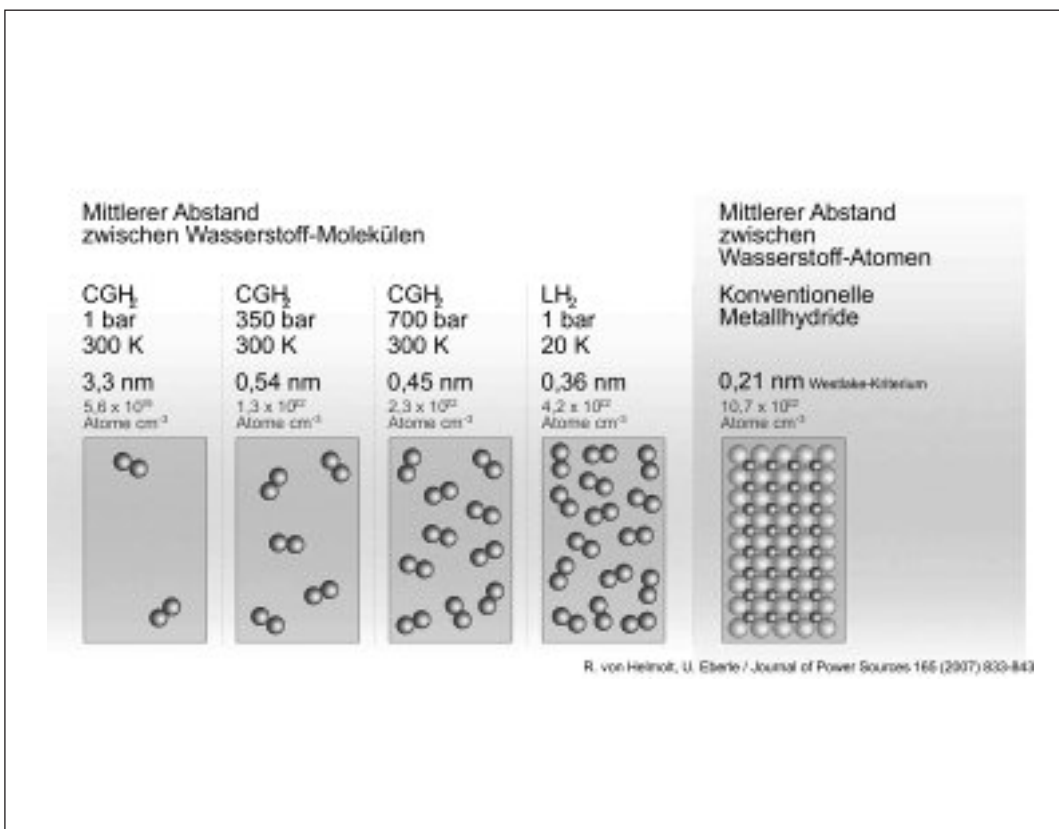 Mittlerer Abstand
zwischen Wasserstoff-Molekülen
CGH₂
1 bar
300 K
3,3 nm
Atome cm⁻³
CGH₂
350 bar
300 K
0,54 nm
1,3 x 10²²
Atome cm⁻³
CGH₂
700 bar
300 K
0,45 nm
2,3 x 10²²
Atome cm⁻³
LH₂
1 bar
20 K
0,36 nm
4,2 x 10²²
Atome cm⁻³
Mittlerer Abstand
zwischen
Wasserstoff-Atomen
Konventionelle
Metallhydride
0,21 nm Westlake-Kriterium
10,7 x 10²²
Atome cm⁻³
R. von Helmolt, U. Eberle / Journal of Power Sources 165 (2007) 833-843